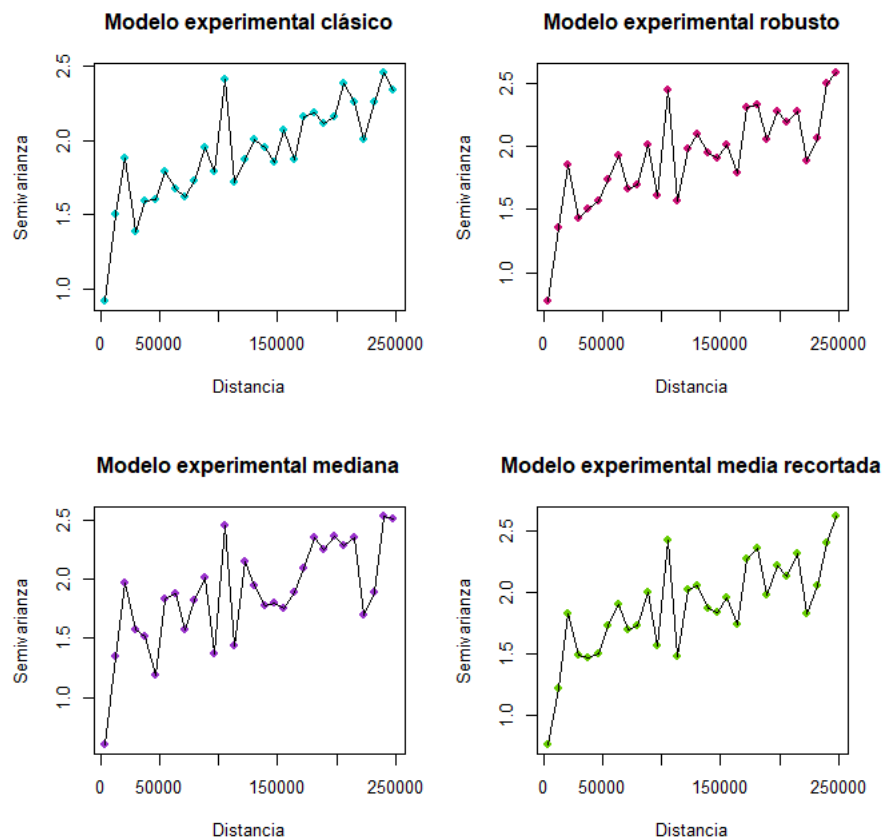 Modelo experimental clásico
Semivarianza
1.0 1.5 2.0 2.5
0 50000 150000 250000
Distancia
Modelo experimental robusto
Semivarianza
1.0 1.5 2.0 2.5
0 50000 150000 250000
Distancia
Modelo experimental mediana
Semivarianza
1.0 1.5 2.0 2.5
0 50000 150000 250000
Distancia
Modelo experimental media recortada
Semivarianza
1.0 1.5 2.0 2.5
0 50000 150000 250000
Distancia